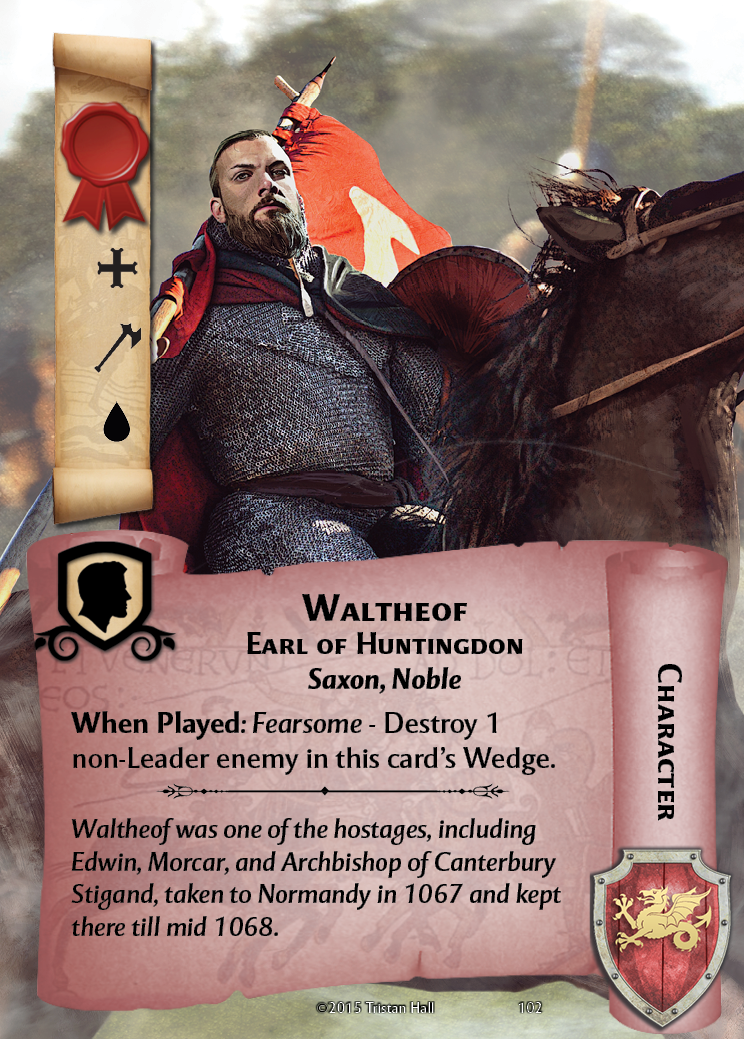 Waltheof
Earl of Huntingdon
Saxon, Noble
When Played: Fearsome - Destroy 1
non-Leader enemy in this card's Wedge.
Waltheof was one of the hostages, including
Edwin, Morcar, and Archbishop of Canterbury
Stigand, taken to Normandy in 1067 and kept
there till mid 1068.
Character
©2015 Tristan Hall 102